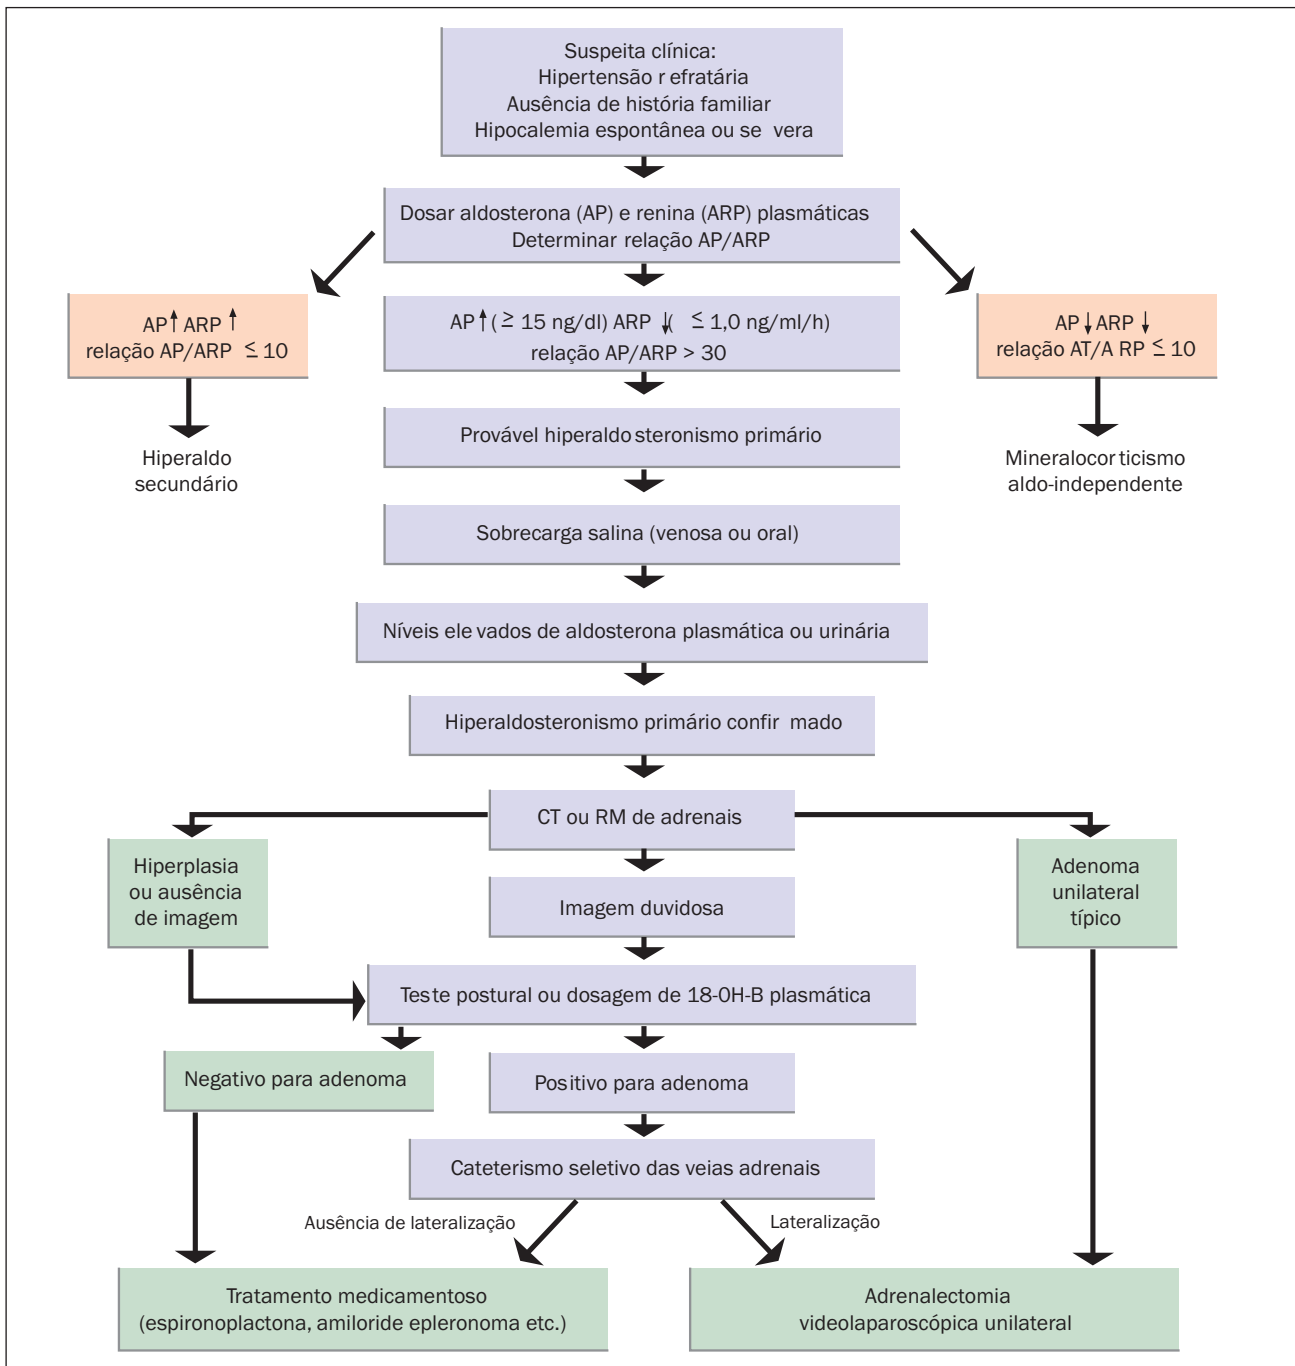 Suspeita clínica:
Hipertensão r efratária
Ausência de história familiar
Hipocalemia espontânea ou se vera
Dosar aldosterona (AP) e renina (ARP) plasmáticas
Determinar relação AP/ARP
AP↑ ARP ↑
relação AP/ARP ≤ 10
AP↑( ≥ 15 ng/dl) ARP ↓( ≤ 1,0 ng/ml/h)
relação AP/ARP > 30
AP↓ARP ↓
relação AT/A RP ≤ 10
Provável hiperaldo steronismo primário
Hiperaldo
secundário
Mineralocor ticismo
aldo-independente
Sobrecarga salina (venosa ou oral)
Níveis ele vados de aldosterona plasmática ou urinária
Hiperaldosteronismo primário confir mado
CT ou RM de adrenais
Hiperplasia
ou ausência
de imagem
Imagem duvidosa
Adenoma
unilateral
típico
Teste postural ou dosagem de 18-OH-B plasmática
Negativo para adenoma
Positivo para adenoma
Cateterismo seletivo das veias adrenais
Ausência de lateralização
Lateralização
Tratamento medicamentoso
(espironoplactona, amiloride epleronoma etc.)
Adrenalectomia
videolaparoscópica unilateral